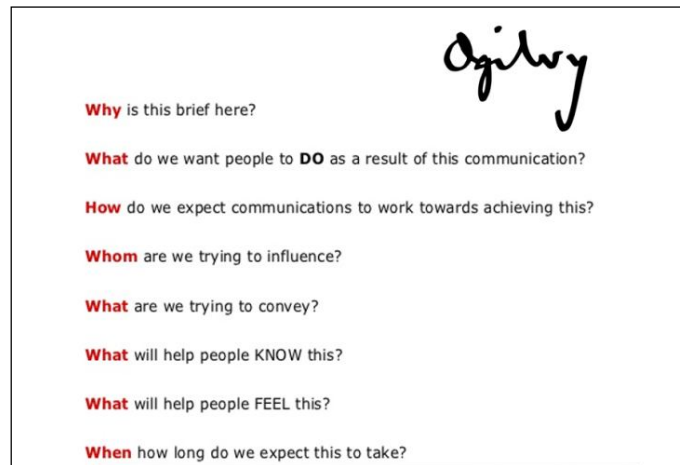 Ogilvy
Why is this brief here?
What do we want people to DO as a result of this communication?
How do we expect communications to work towards achieving this?
Whom are we trying to influence?
What are we trying to convey?
What will help people KNOW this?
What will help people FEEL this?
When how long do we expect this to take?